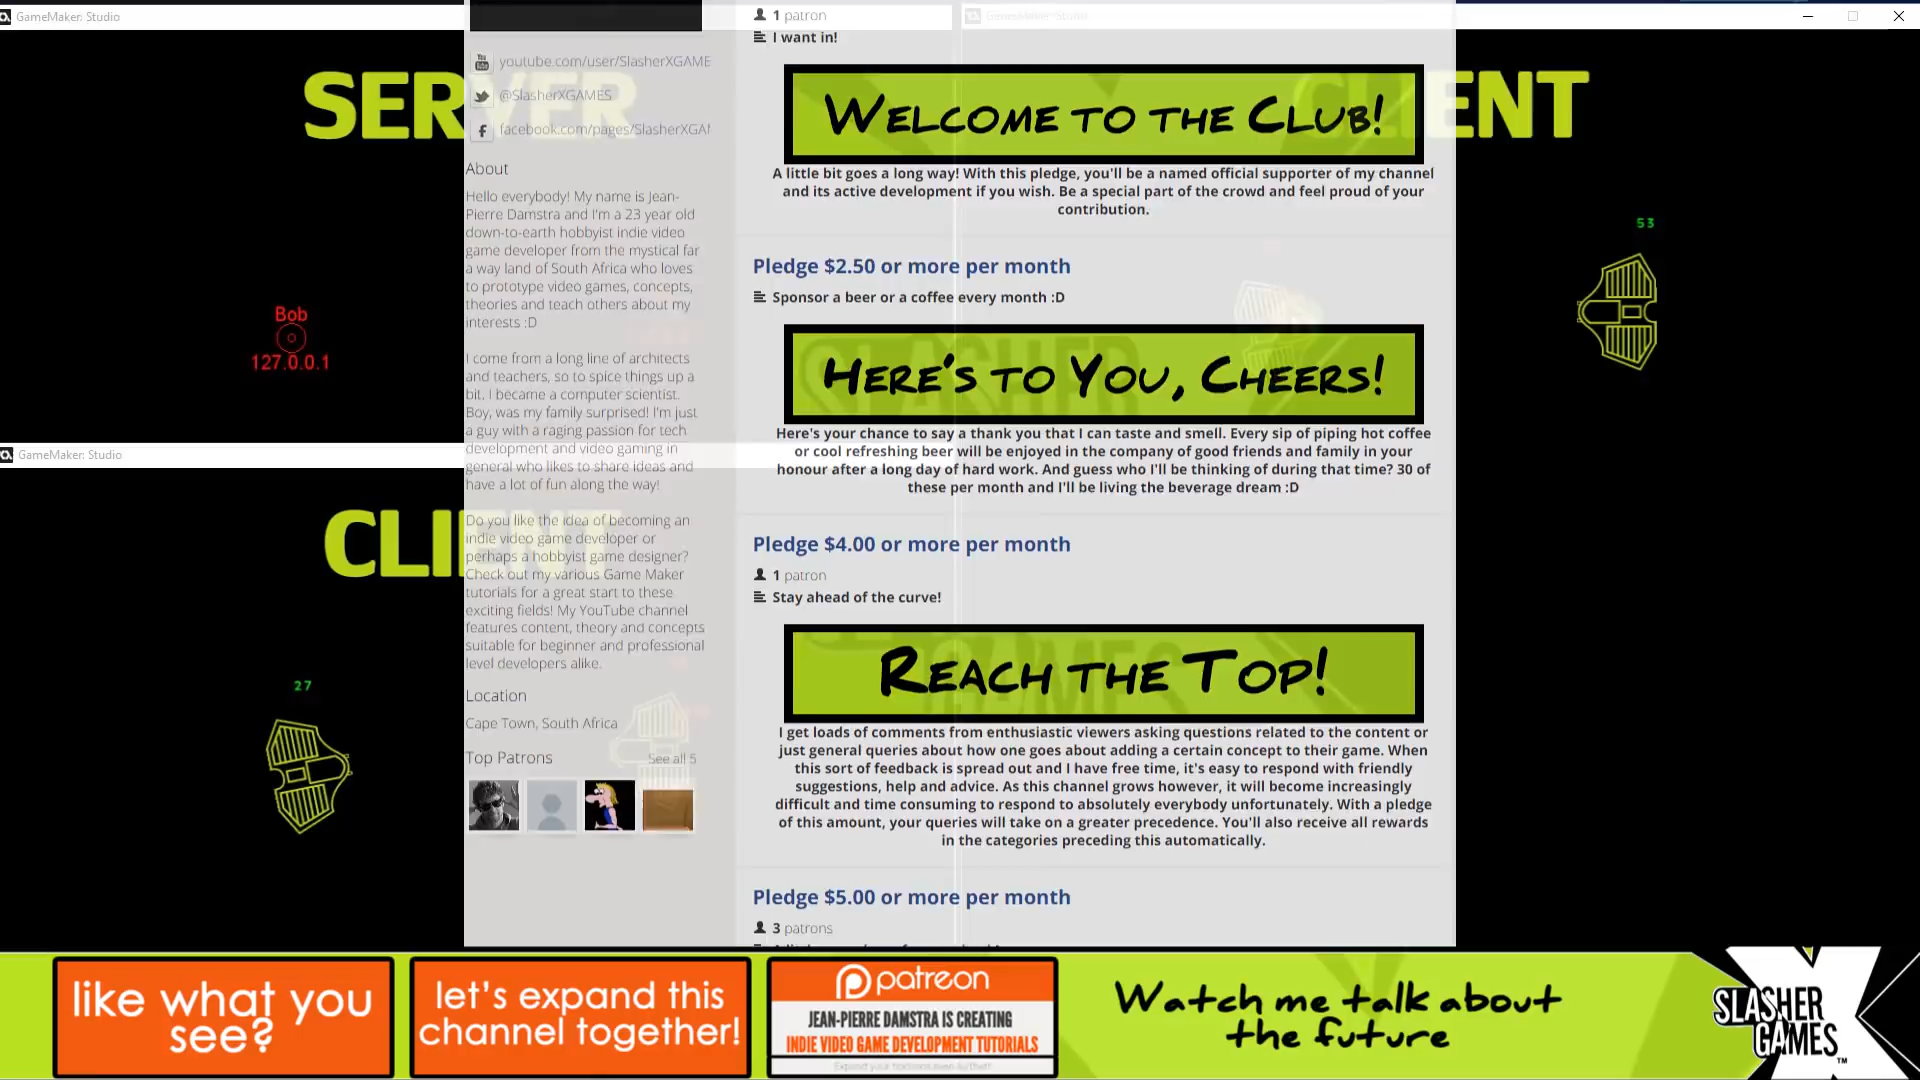 GameMaker: Studio
SERVER
Bob
127.0.0.1
GameMaker: Studio
CLIENT
27
youtube.com/user/SlasherXGAME
@SlasherXGAMES
facebook.com/pages/SlasherXGA
About
Hello everybody! My name is Jean-
Pierre Damstra and I'm a 23 year old
down-to-earth hobbyist indie video
game developer from the mystical far
a way land of South Africa who loves
to prototype video games, concepts,
theories and teach others about my
interests :D
I come from a long line of architects
and teachers, so to spice things up a
bit, I became a computer scientist.
Boy, was my family surprised! I'm just
a guy with a raging passion for tech
development and video gaming in
general who likes to share ideas and
have a lot of fun along the way!
Do you like the idea of becoming an
indie video game developer or
perhaps a hobbyist game designer?
Check out my various Game Maker
tutorials for a great start to these
exciting fields! My YouTube channel
features content, theory and concepts
suitable for beginner and professional
level developers alike.
Location
Cape Town, South Africa
Top Patrons
See all 5
1 patron
I want in!
WELCOME TO THE CLUB!
A little bit goes a long way! With this pledge, you'll be a named official supporter of my channel
and its active development if you wish. Be a special part of the crowd and feel proud of your
contribution.
Pledge $2.50 or more per month
Sponsor a beer or a coffee every month :D
HERE'S TO YOU, CHEERS!
Here's your chance to say a thank you that I can taste and smell. Every sip of piping hot coffee
or cool refreshing beer will be enjoyed in the company of good friends and family in your
honour after a long day of hard work. And guess who I'll be thinking of during that time? 30 of
these per month and I'll be living the beverage dream :D
Pledge $4.00 or more per month
1 patron
Stay ahead of the curve!
REACH THE TOP!
I get loads of comments from enthusiastic viewers asking questions related to the content or
just general queries about how one goes about adding a certain concept to their game. When
this sort of feedback is spread out and I have free time, it's easy to respond with friendly
suggestions, help and advice. As this channel grows however, it will become increasingly
difficult and time consuming to respond to absolutely everybody unfortunately. With a pledge
of this amount, your queries will take on a greater precedence. You'll also receive all rewards
in the categories preceding this automatically.
Pledge $5.00 or more per month
3 patrons
GameMaker: Studio
CLIENT
53
like what you
see?
let's expand this
channel together!
patreon
JEAN-PIERRE DAMSTRA IS CREATING
INDIE VIDEO GAME DEVELOPMENT TUTORIALS
Watch me talk about
the future
SLASHER
GAMES
TM